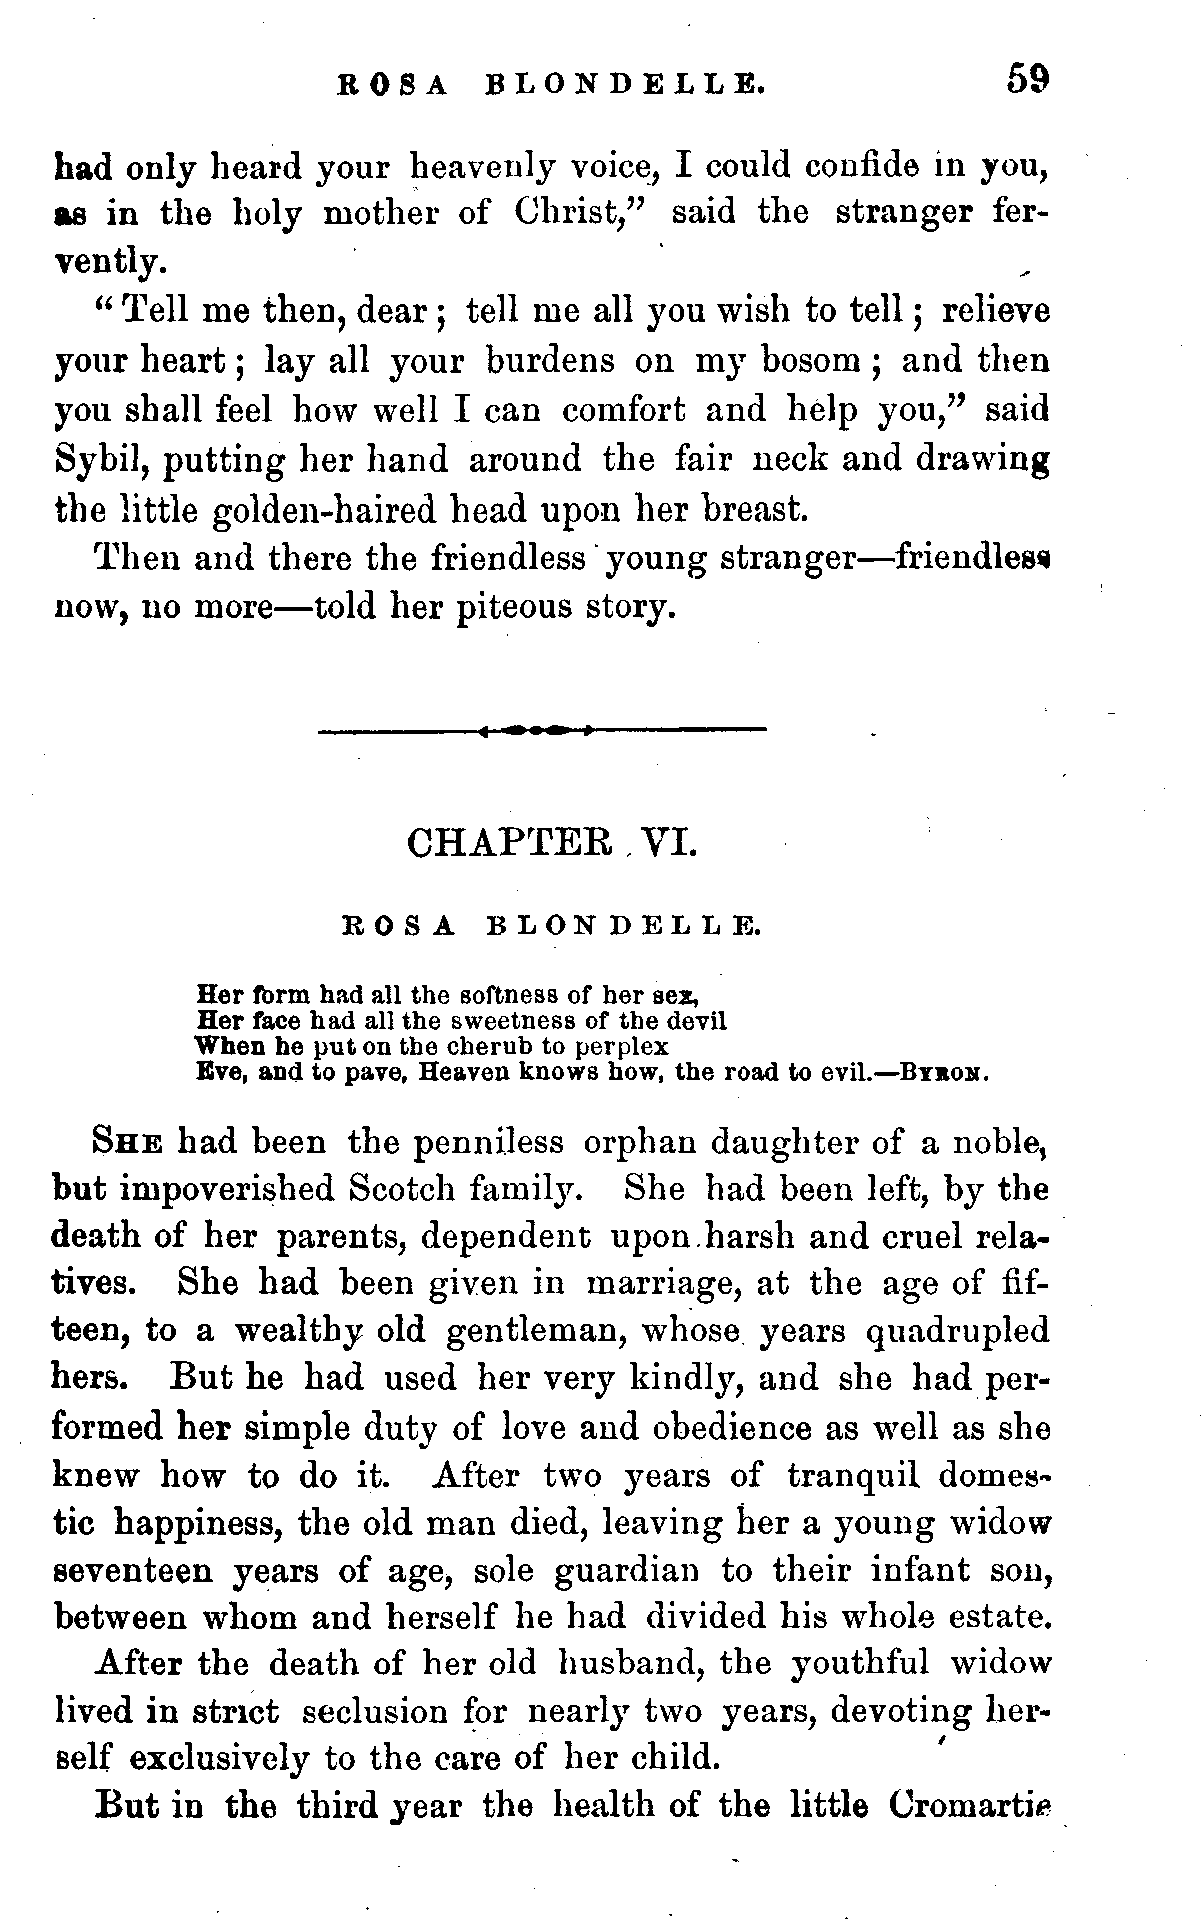 ROSA BLONDELLE. 59
had only heard your heavenly voice, I could confide in you,
as in the holy mother of Christ,” said the stranger fer-
vently.
“Tell me then, dear; tell me all you wish to tell; relieve
your heart; lay all your burdens on my bosom; and then
you shall feel how well I can comfort and help you,” said
Sybil, putting her hand around the fair neck and drawing
the little golden-haired head upon her breast.
Then and there the friendless young stranger—friendless
now, no more—told her piteous story.
CHAPTER VI.
ROSA BLONDELLE.
Her form had all the softness of her sex,
Her face had all the sweetness of the devil
When he put on the cherub to perplex
Eve, and to pave, Heaven knows how, the road to evil.—BYRON.
SHE had been the penniless orphan daughter of a noble,
but impoverished Scotch family. She had been left, by the
death of her parents, dependent upon harsh and cruel rela-
tives. She had been given in marriage, at the age of fif-
teen, to a wealthy old gentleman, whose years quadrupled
hers. But he had used her very kindly, and she had per-
formed her simple duty of love and obedience as well as she
knew how to do it. After two years of tranquil domes-
tic happiness, the old man died, leaving her a young widow
seventeen years of age, sole guardian to their infant son,
between whom and herself he had divided his whole estate.
After the death of her old husband, the youthful widow
lived in strict seclusion for nearly two years, devoting her-
self exclusively to the care of her child.
But in the third year the health of the little Cromartie